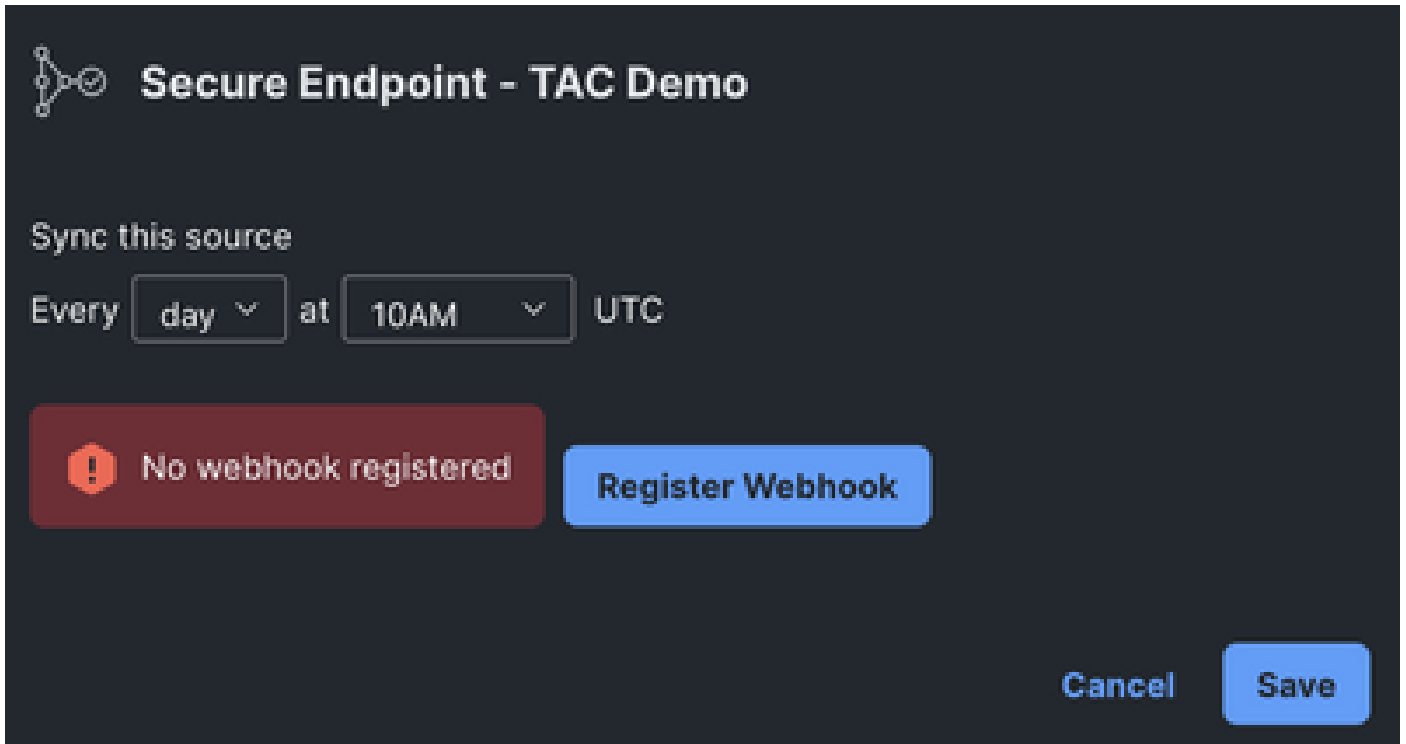 Secure Endpoint - TAC Demo
Sync this source
Every day at 10AM UTC
No webhook registered
Register Webhook
Cancel Save